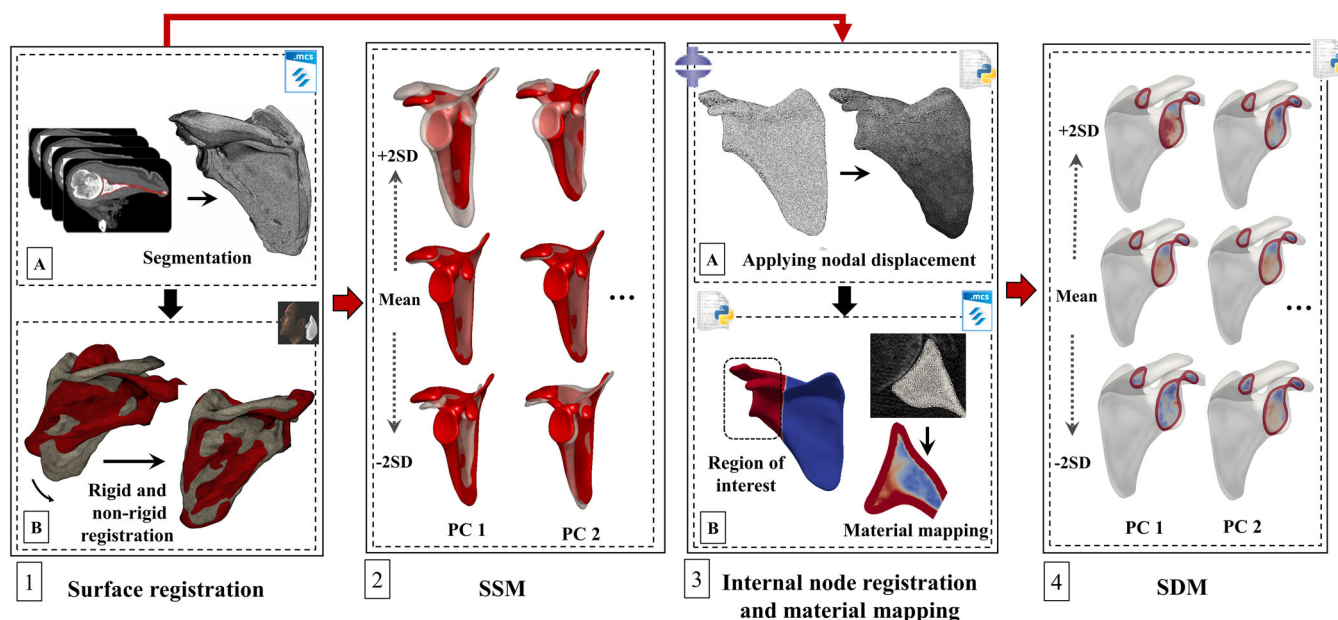 .mcs
A
Segmentation
B
Rigid and
non-rigid
registration
1
Surface registration
+2SD
Mean
-2SD
...
PC 1
PC 2
2
SSM
A
Applying nodal displacement
.mcs
Region of
interest
B
Material mapping
3
Internal node registration
and material mapping
+2SD
Mean
-2SD
...
PC 1
PC 2
4
SDM